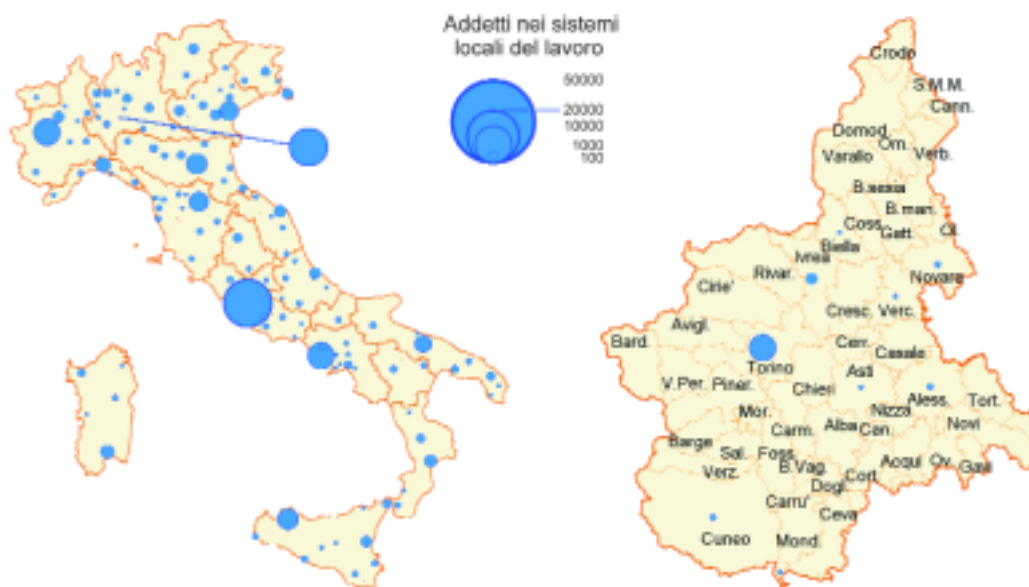 Addetti nei sistemi
locali del lavoro
50000
20000
10000
1000
100
Crodo
S.M.M.
Cann.
Domod.
Om.
Verb.
Varallo
B.sesia
B.man.
Coss.
Gatt.
Ol.
Biella
Ivrea
Novara
Rivar.
Cirie'
Cresc.
Verc.
Avigl.
Bard.
Cerr.
Casale
Torino
Asti
V.Per.
Piner.
Chieri
Aless.
Tort.
Nizza
Mor.
Alba
Can.
Novi
Carm.
Barge
Sal.
Foss.
Acqui
Ov.
Gavi
Verz.
B.Vag.
Cort.
Dogl.
Carru'
Ceva
Cuneo
Mond.